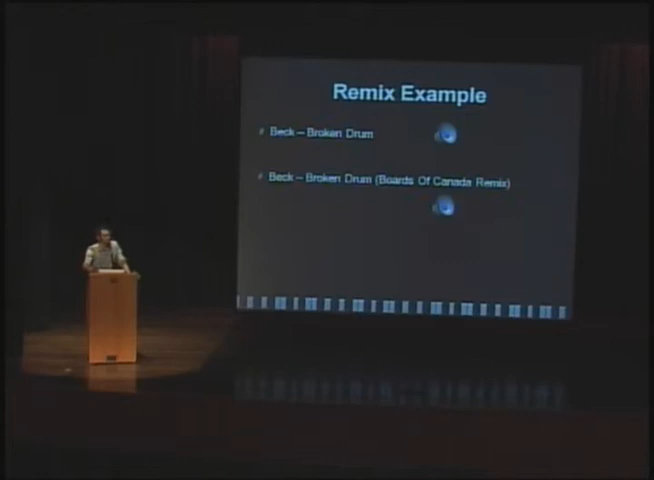 Remix Example
Beck – Broken Drum
Beck – Broken Drum (Boards Of Canada Remix)